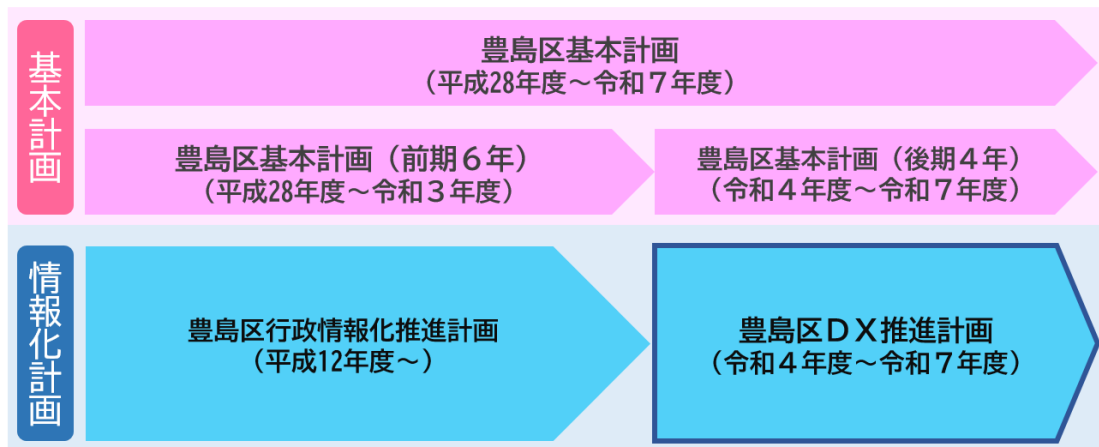 基本計画
豊島区基本計画
（平成28年度～令和７年度）
豊島区基本計画（前期６年）
（平成28年度～令和３年度）
豊島区基本計画（後期４年）
（令和４年度～令和７年度）
情報化計画
豊島区行政情報化推進計画
（平成12年度～）
豊島区ＤＸ推進計画
（令和４年度～令和７年度）